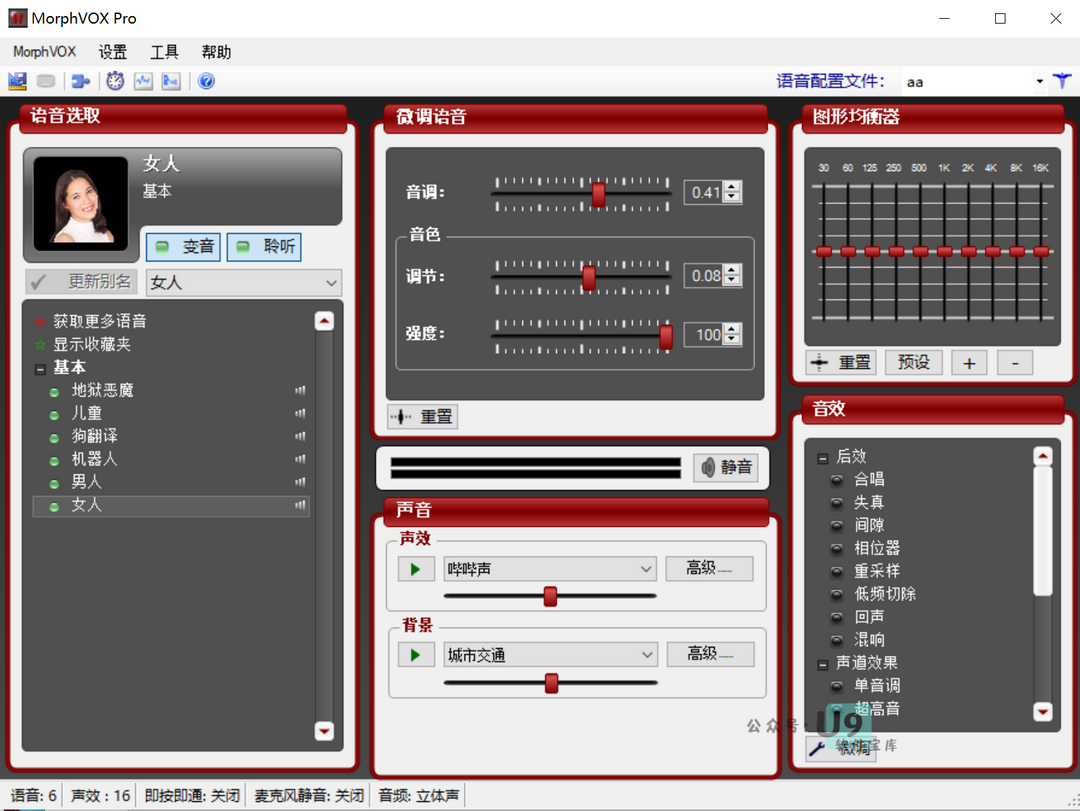 MorphVOX Pro
MorphVOX 设置 工具 帮助
语音配置文件: aa
语音选取
女人
基本
变音 聆听
更新别名 女人
获取更多语音
显示收藏夹
基本
地狱恶魔
儿童
狗翻译
机器人
男人
女人
微调语音
音调: 0.41
音色
调节: 0.08
强度: 100
重置
静音
声音
声效
哔哔声 高级......
背景
城市交通 高级......
图形均衡器
30 60 125 250 500 1K 2K 4K 8K 16K
重置 预设 + -
音效
后效
合唱
失真
间隙
相位器
重采样
低频切除
回声
混响
声道效果
单音调
超高音
微调
公众号·U9
软件宝库
语音: 6 声效 : 16 即按即通: 关闭 麦克风静音: 关闭 音频: 立体声